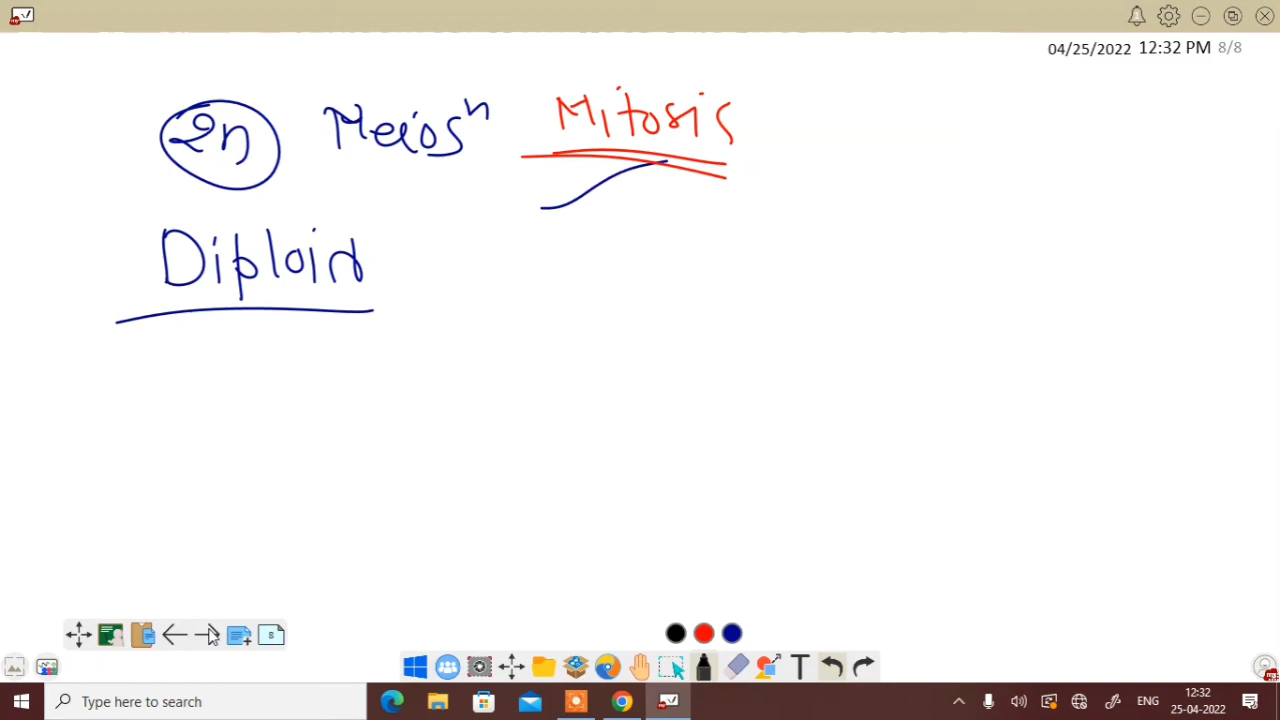 04/25/2022 12:32 PM 8/8
2n Meiosn Mitosis
Diploid
8
T
Type here to search
ENG
12:32
25-04-2022